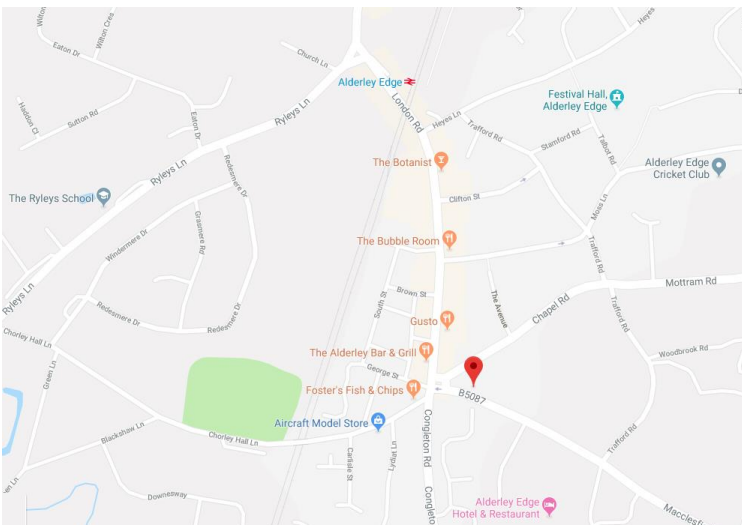 Wilton
Wilton Cres
Eaton Dr
Church Ln
Heyes
Alderley Edge
London Rd
Haddon Cl
Sutton Rd
Eaton Dr
Ryleys Ln
Festival Hall,
Alderley Edge
Heyes Ln
Trafford Rd
Stamford Rd
Talbot Rd
The Botanist
Redesmere Dr
Ryleys Ln
Alderley Edge
Cricket Club
The Ryleys School
Clifton St
Moss Ln
Grasmere Rd
Windermere Dr
The Bubble Room
Trafford Rd
Ryleys Ln
Mottram Rd
Brown St
South St
The Avenue
Chapel Rd
Redesmere Dr
Redesmere Dr
Gusto
Trafford Rd
Chorley Hall Ln
The Alderley Bar & Grill
Woodbrook Rd
Green Ln
George St
Foster's Fish & Chips
B5087
Aircraft Model Store
Congleton Rd
Blackshaw Ln
Chorley Hall Ln
Carlisle St
Lydiat Ln
Trafford Rd
Downesway
Congleto
Alderley Edge
Hotel & Restaurant
Macclesf